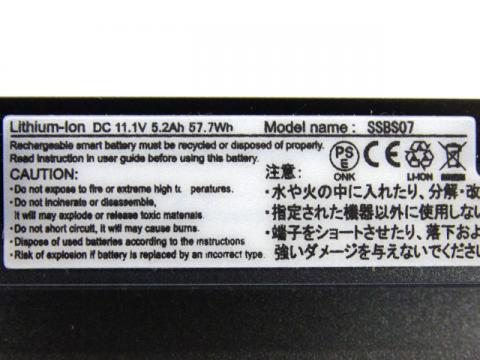 Lithium-Ion DC 11.1V 5.2Ah 57.7Wh Model name : SSBS07
Rechargeable smart battery must be recycled or disposed properly.
Read instruction in user guide before using this battery.
CAUTION:
・Do not expose to fire or extreme high temperatures.
・Do not incinerate or disassemble,
it will may explode or release toxic materials.
・Do not short circuit, it will may cause burns.
・Dispose of used batteries according to the instructions
・Risk of explosion if battery is replaced by an incorrect type.
PS
E
ONK
CE
LI-ION
注意:
・水や火の中に入れたり、分解・改
・指定された機器以外に使用しな
・端子をショートさせたり、落下お
強いダメージを与えないでくださ